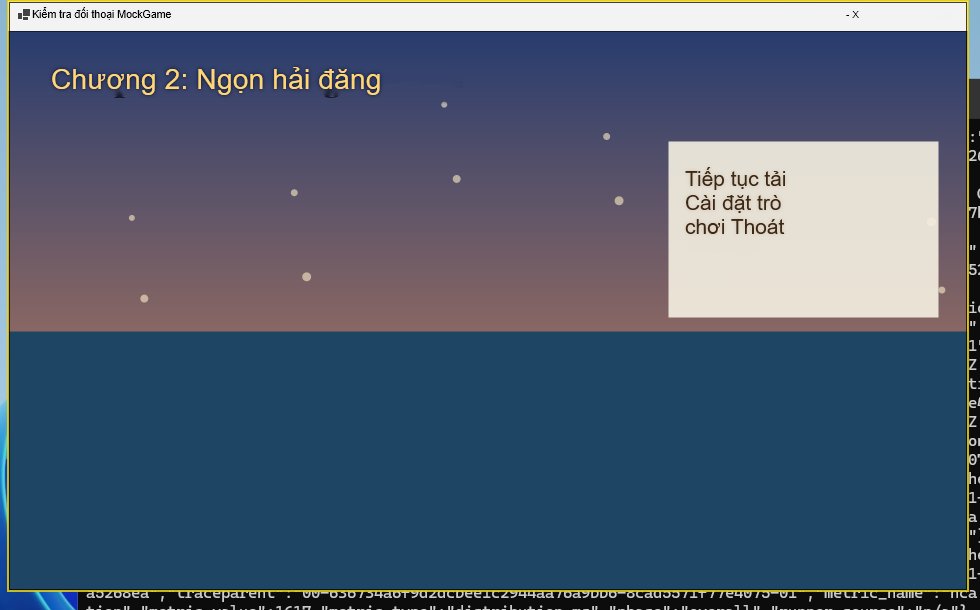 Kiểm tra đối thoại MockGame
- X
Chương 2: Ngọn hải đăng
Tiếp tục tải
Cài đặt trò
chơi Thoát